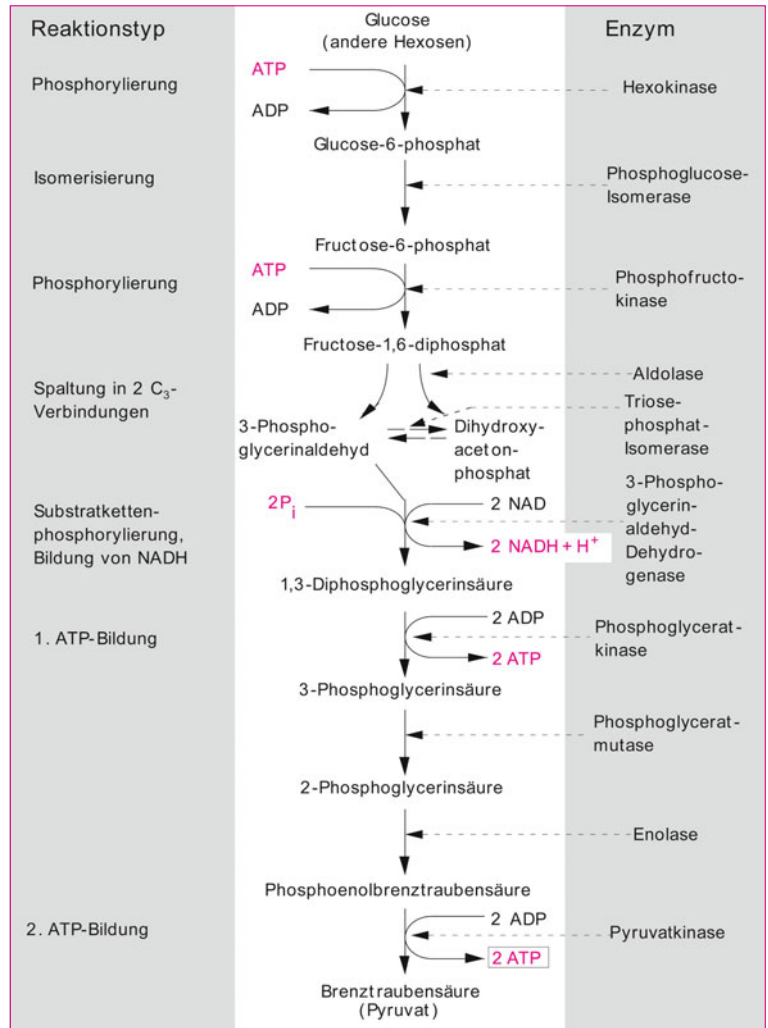 Reaktionstyp
Glucose
(andere Hexosen)
Enzym
ATP
Phosphorylierung
Hexokinase
ADP
Glucose-6-phosphat
Isomerisierung
Phosphoglucose-
Isomerase
Fructose-6-phosphat
ATP
Phosphorylierung
Phosphofructo-
kinase
ADP
Fructose-1,6-diphosphat
Aldolase
Spaltung in 2 C3-
Verbindungen
Triose-
phosphat-
Isomerase
3-Phospho-
glycerinaldehyd
Dihydroxy-
aceton-
phosphat
Substratketten-
phosphorylierung,
Bildung von NADH
2Pi
2 NAD
2 NADH + H+
3-Phospho-
glycerin-
aldehyd-
Dehydro-
genase
1,3-Diphosphoglycerinsäure
1. ATP-Bildung
2 ADP
2 ATP
Phosphoglycerat-
kinase
3-Phosphoglycerinsäure
Phosphoglycerat-
mutase
2-Phosphoglycerinsäure
Enolase
Phosphoenolbrenztraubensäure
2. ATP-Bildung
2 ADP
2 ATP
Pyruvatkinase
Brenztraubensäure
(Pyruvat)